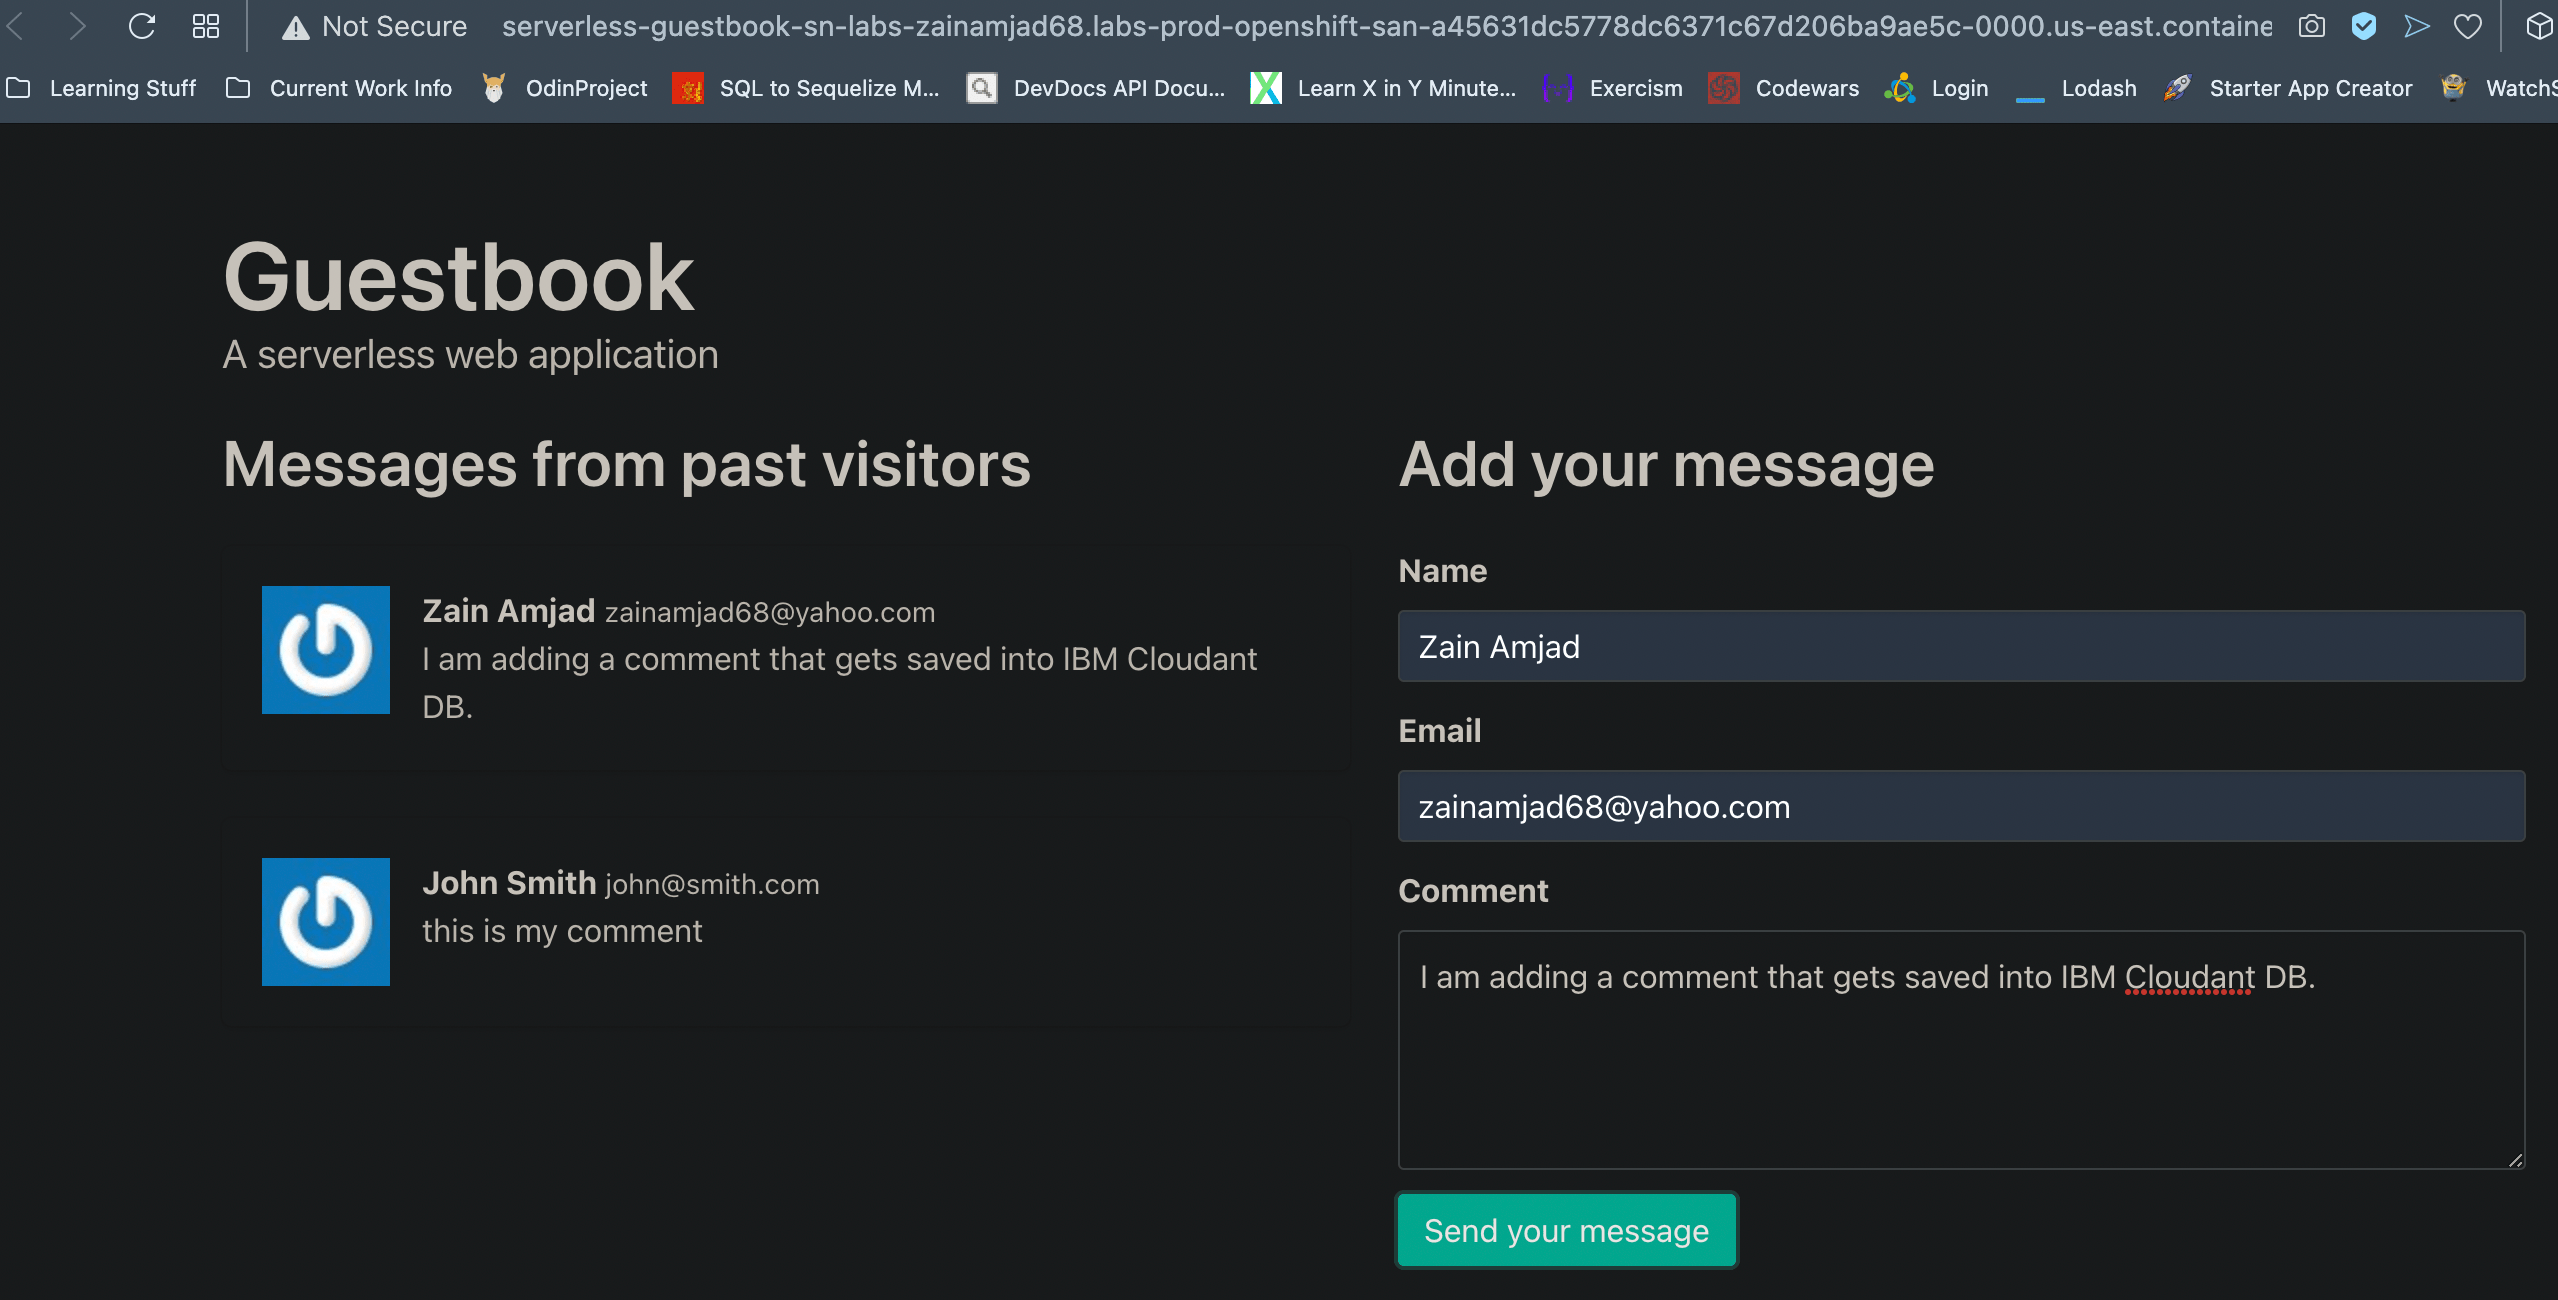 Not Secure serverless-guestbook-sn-labs-zainamjad68.labs-prod-openshift-san-a45631dc5778dc6371c67d206ba9ae5c-0000.us-east.containe
Learning Stuff Current Work Info OdinProject SQL to Sequelize M... DevDocs API Docu... Learn X in Y Minute... Exercism Codewars Login Lodash Starter App Creator WatchS
Guestbook
A serverless web application
Messages from past visitors
Zain Amjad zainamjad68@yahoo.com
I am adding a comment that gets saved into IBM Cloudant
DB.
John Smith john@smith.com
this is my comment
Add your message
Name
Zain Amjad
Email
zainamjad68@yahoo.com
Comment
I am adding a comment that gets saved into IBM Cloudant DB.
Send your message